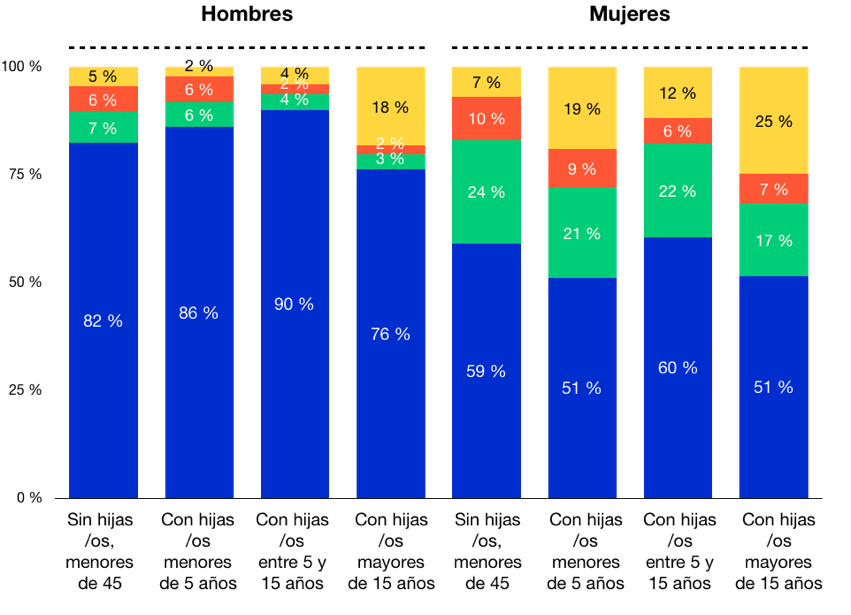 Hombres
Mujeres
100 %
75 %
50 %
25 %
0 %
5 %
6 %
7 %
82 %
2 %
6 %
6 %
86 %
4 %
2 %
4 %
90 %
18 %
2 %
3 %
76 %
7 %
10 %
24 %
59 %
19 %
9 %
21 %
51 %
12 %
6 %
22 %
60 %
25 %
7 %
17 %
51 %
Sin hijas
/os,
menores
de 45
Con hijas
/os
menores
de 5 años
Con hijas
/os
entre 5 y
15 años
Con hijas
/os
mayores
de 15 años
Sin hijas
/os,
menores
de 45
Con hijas
/os
menores
de 5 años
Con hijas
/os
entre 5 y
15 años
Con hijas
/os
mayores
de 15 años